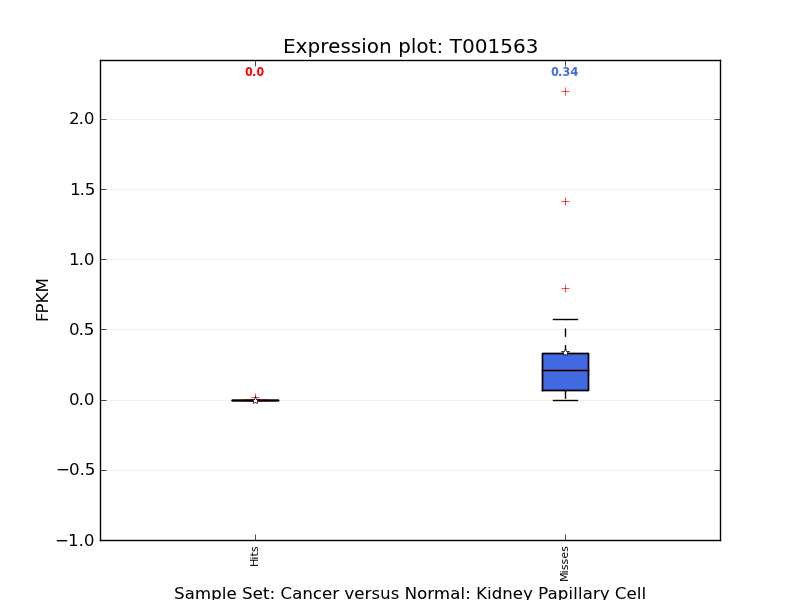 Expression plot: T001563
0.0 0.34
2.0
1.5
1.0
0.5
0.0
−0.5
−1.0
FPKM
Hits Misses
Sample Set: Cancer versus Normal: Kidney Papillary Cell